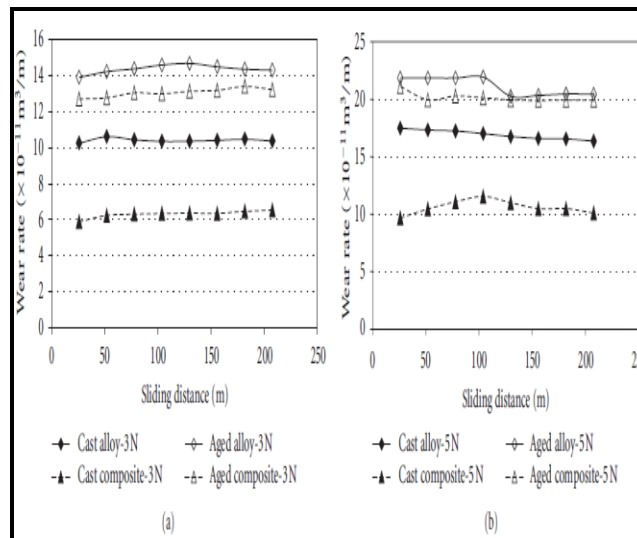 Wear rate (×10−11 m3/m)
16
14
12
10
8
6
4
2
0
0 50 100 150 200 250
Sliding distance (m)
Cast alloy-3N Aged alloy-3N
Cast composite-3N Aged composite-3N
(a)
Wear rate (×10−11 m3/m)
25
20
15
10
5
0
0 50 100 150 200
Sliding distance (m)
Cast alloy-5N Aged alloy-5N
Cast composite-5N Aged composite-5N
(b)